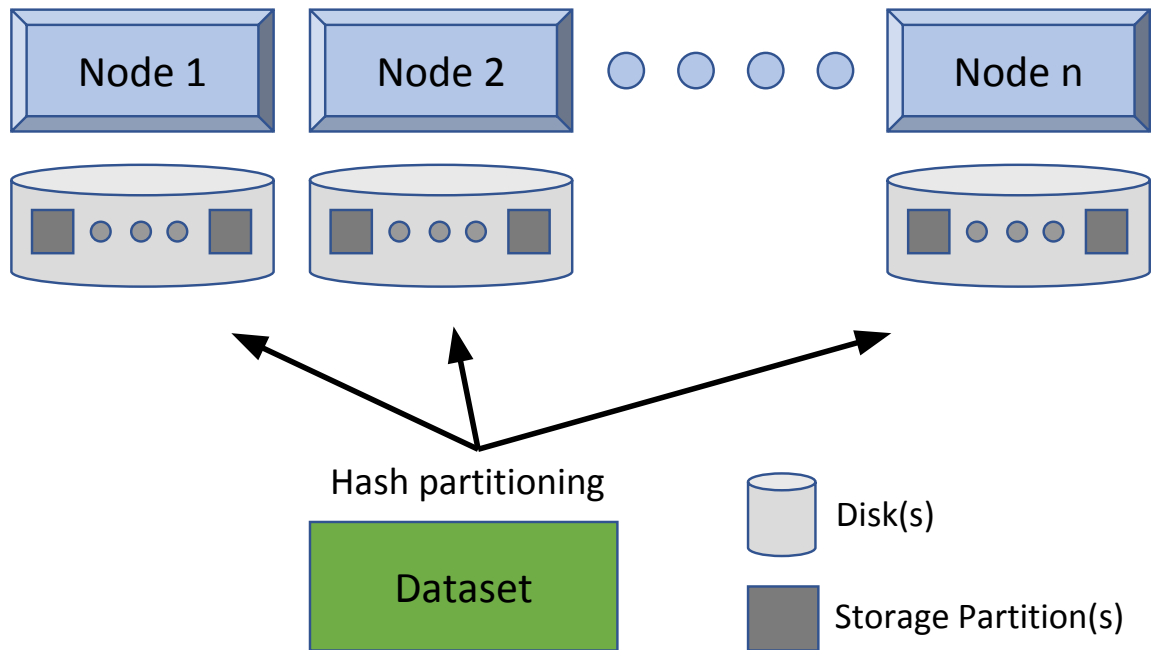 Node 1
Node 2
Node n
Hash partitioning
Dataset
Disk(s)
Storage Partition(s)